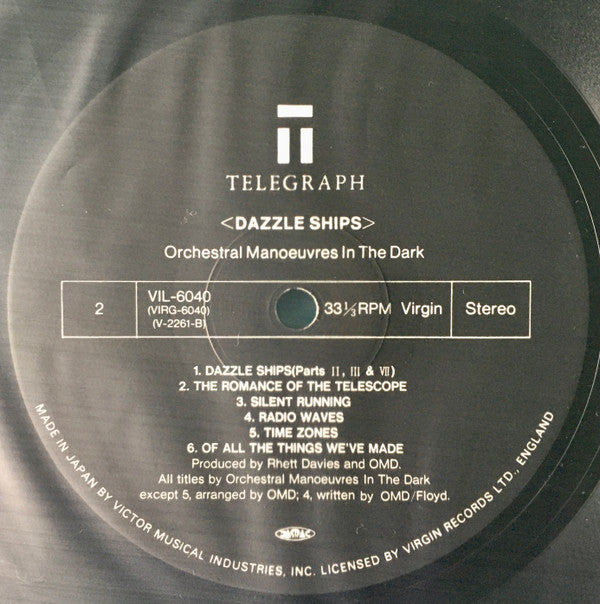 TELEGRAPH
<DAZZLE SHIPS>
Orchestral Manoeuvres In The Dark
2
VIL-6040
(VIRG-6040)
(V-2261-B)
33⅓RPM Virgin
Stereo
1. DAZZLE SHIPS(Parts II, III & VII)
2. THE ROMANCE OF THE TELESCOPE
3. SILENT RUNNING
4. RADIO WAVES
5. TIME ZONES
6. OF ALL THE THINGS WE'VE MADE
Produced by Rhett Davies and OMD.
All titles by Orchestral Manoeuvres In The Dark
except 5, arranged by OMD; 4, written by OMD/Floyd.
JASRAC
MADE IN JAPAN BY VICTOR MUSICAL INDUSTRIES, INC. LICENSED BY VIRGIN RECORDS LTD., ENGLAND